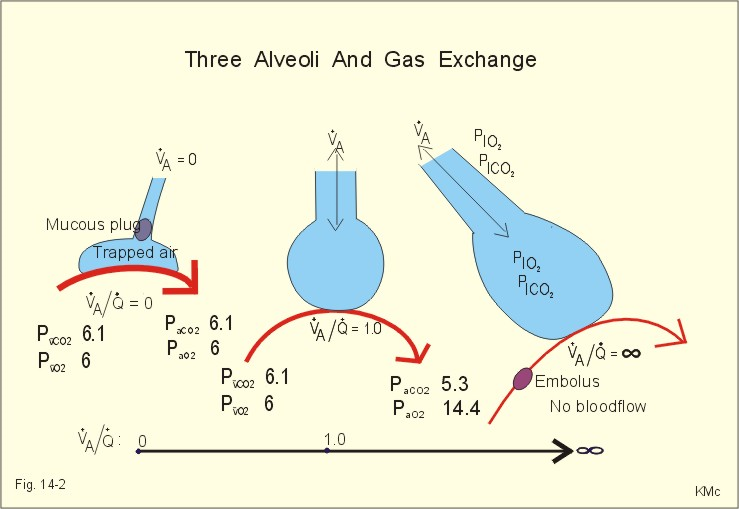 Three Alveoli And Gas Exchange
V̇A = 0
Mucous plug
Trapped air
V̇A/Q̇ = 0
Pv̄CO2 6.1
Pv̄O2 6
PaCO2 6.1
PaO2 6
V̇A
V̇A/Q̇ = 1.0
Pv̄CO2 6.1
Pv̄O2 6
PaCO2 5.3
PaO2 14.4
V̇A
PIO2
PICO2
PIO2
PICO2
V̇A/Q̇ = ∞
Embolus
No bloodflow
V̇A/Q̇: 0 1.0 ∞
Fig. 14-2
KMc